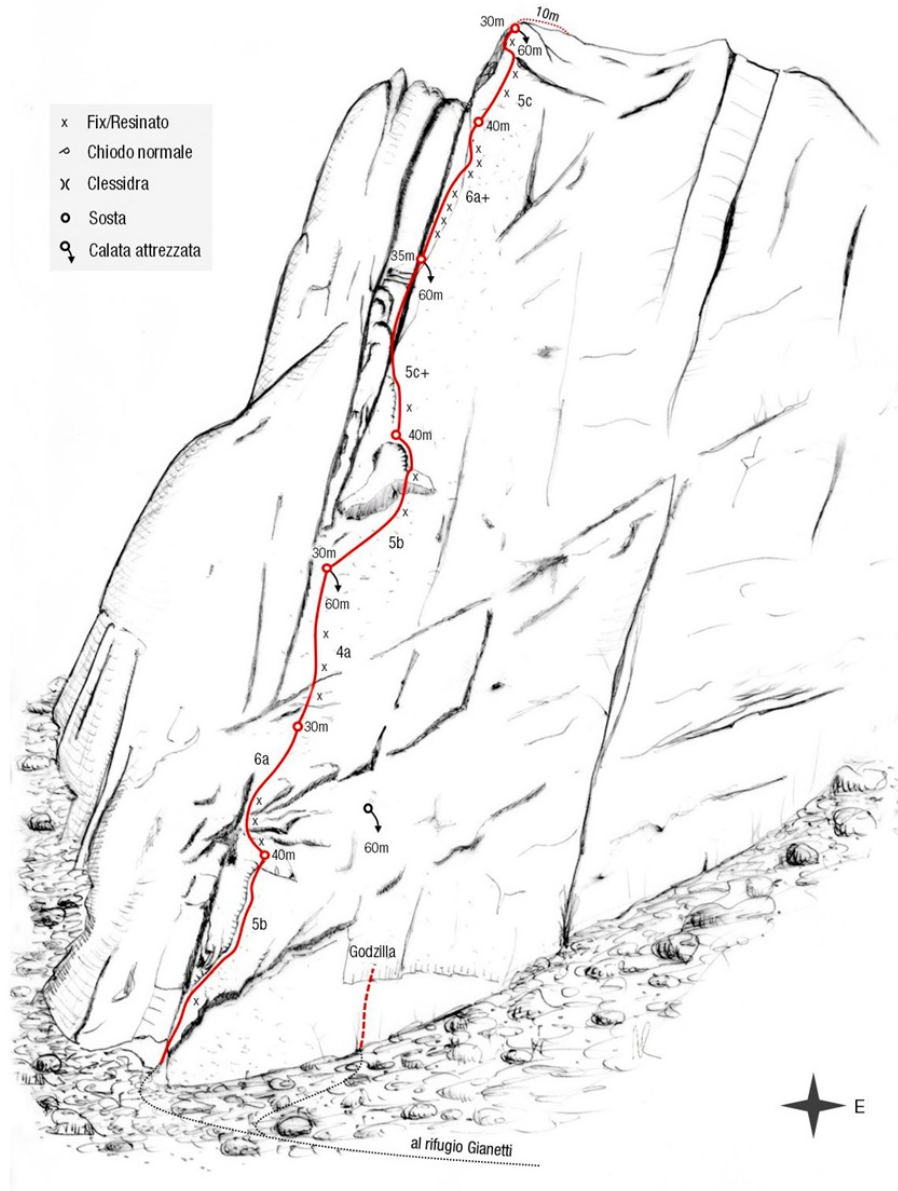 10m
30m
60m
5c
40m
x Fix/Resinato
Chiodo normale
Clessidra
Sosta
Calata attrezzata
6a+
35m
60m
5c+
40m
5b
30m
60m
4a
30m
6a
60m
40m
5b
Godzilla
E
al rifugio Gianetti